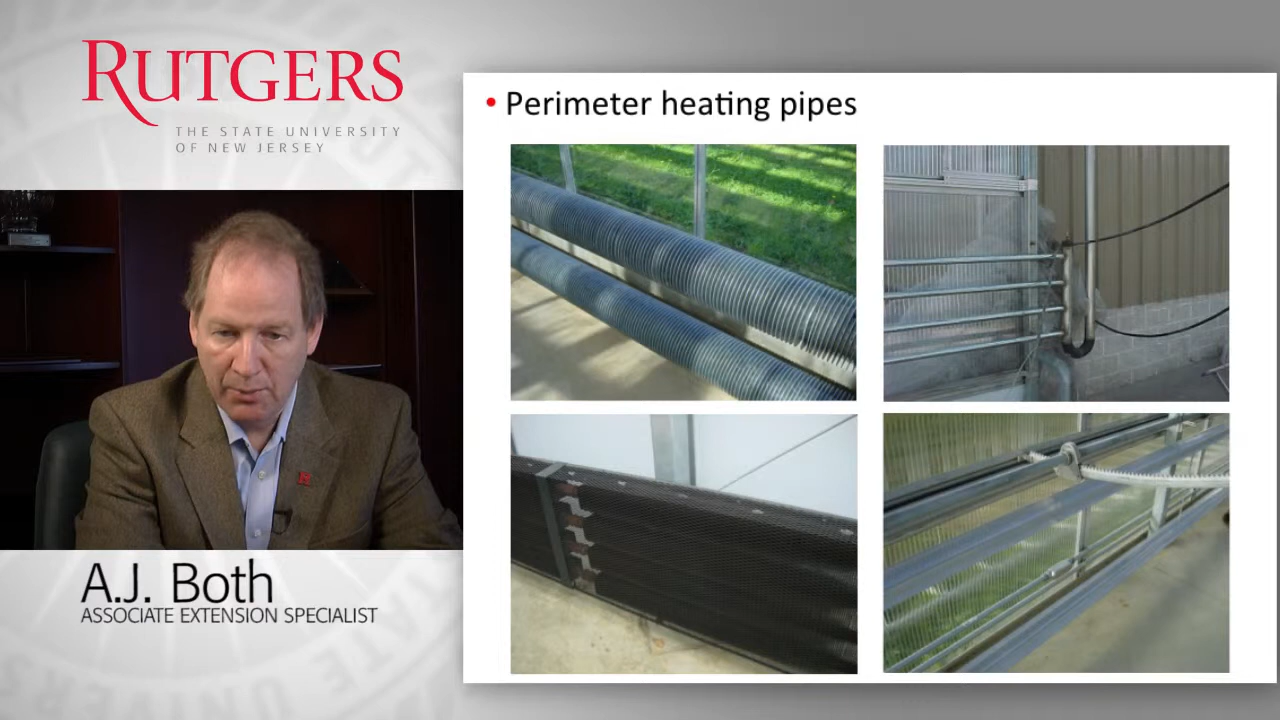 RUTGERS
THE STATE UNIVERSITY
OF NEW JERSEY
• Perimeter heating pipes
A.J. Both
ASSOCIATE EXTENSION SPECIALIST